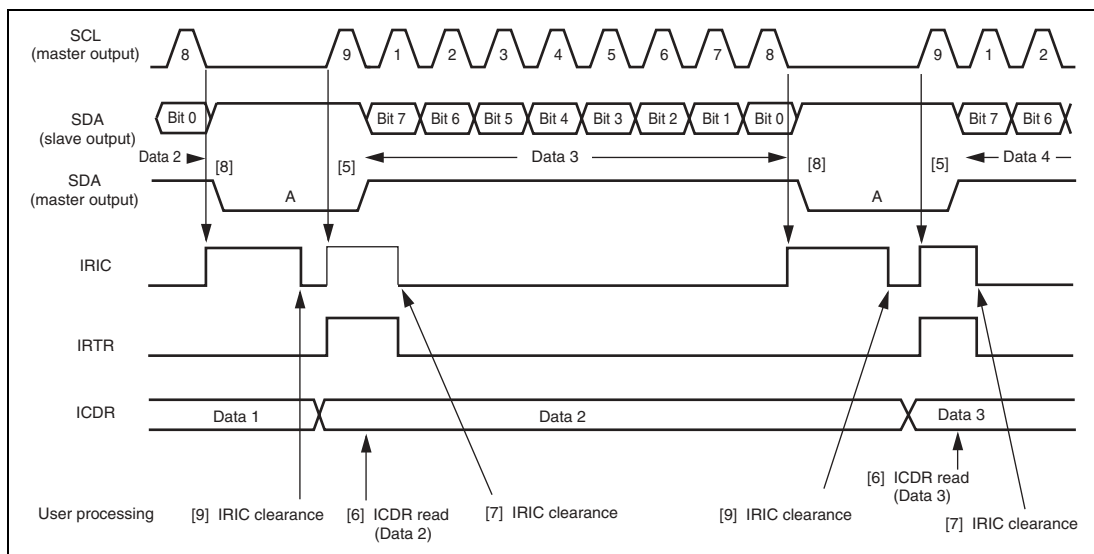 SCL
(master output)
8 9 1 2 3 4 5 6 7 8 9 1 2
SDA
(slave output)
Bit 0 Bit 7 Bit 6 Bit 5 Bit 4 Bit 3 Bit 2 Bit 1 Bit 0 Bit 7 Bit 6
Data 2 [8] [5] Data 3 [8] [5] Data 4
SDA
(master output)
A A
IRIC
IRTR
ICDR Data 1 Data 2 Data 3
User processing
[9] IRIC clearance
[6] ICDR read
(Data 2)
[7] IRIC clearance
[9] IRIC clearance
[6] ICDR read
(Data 3)
[7] IRIC clearance